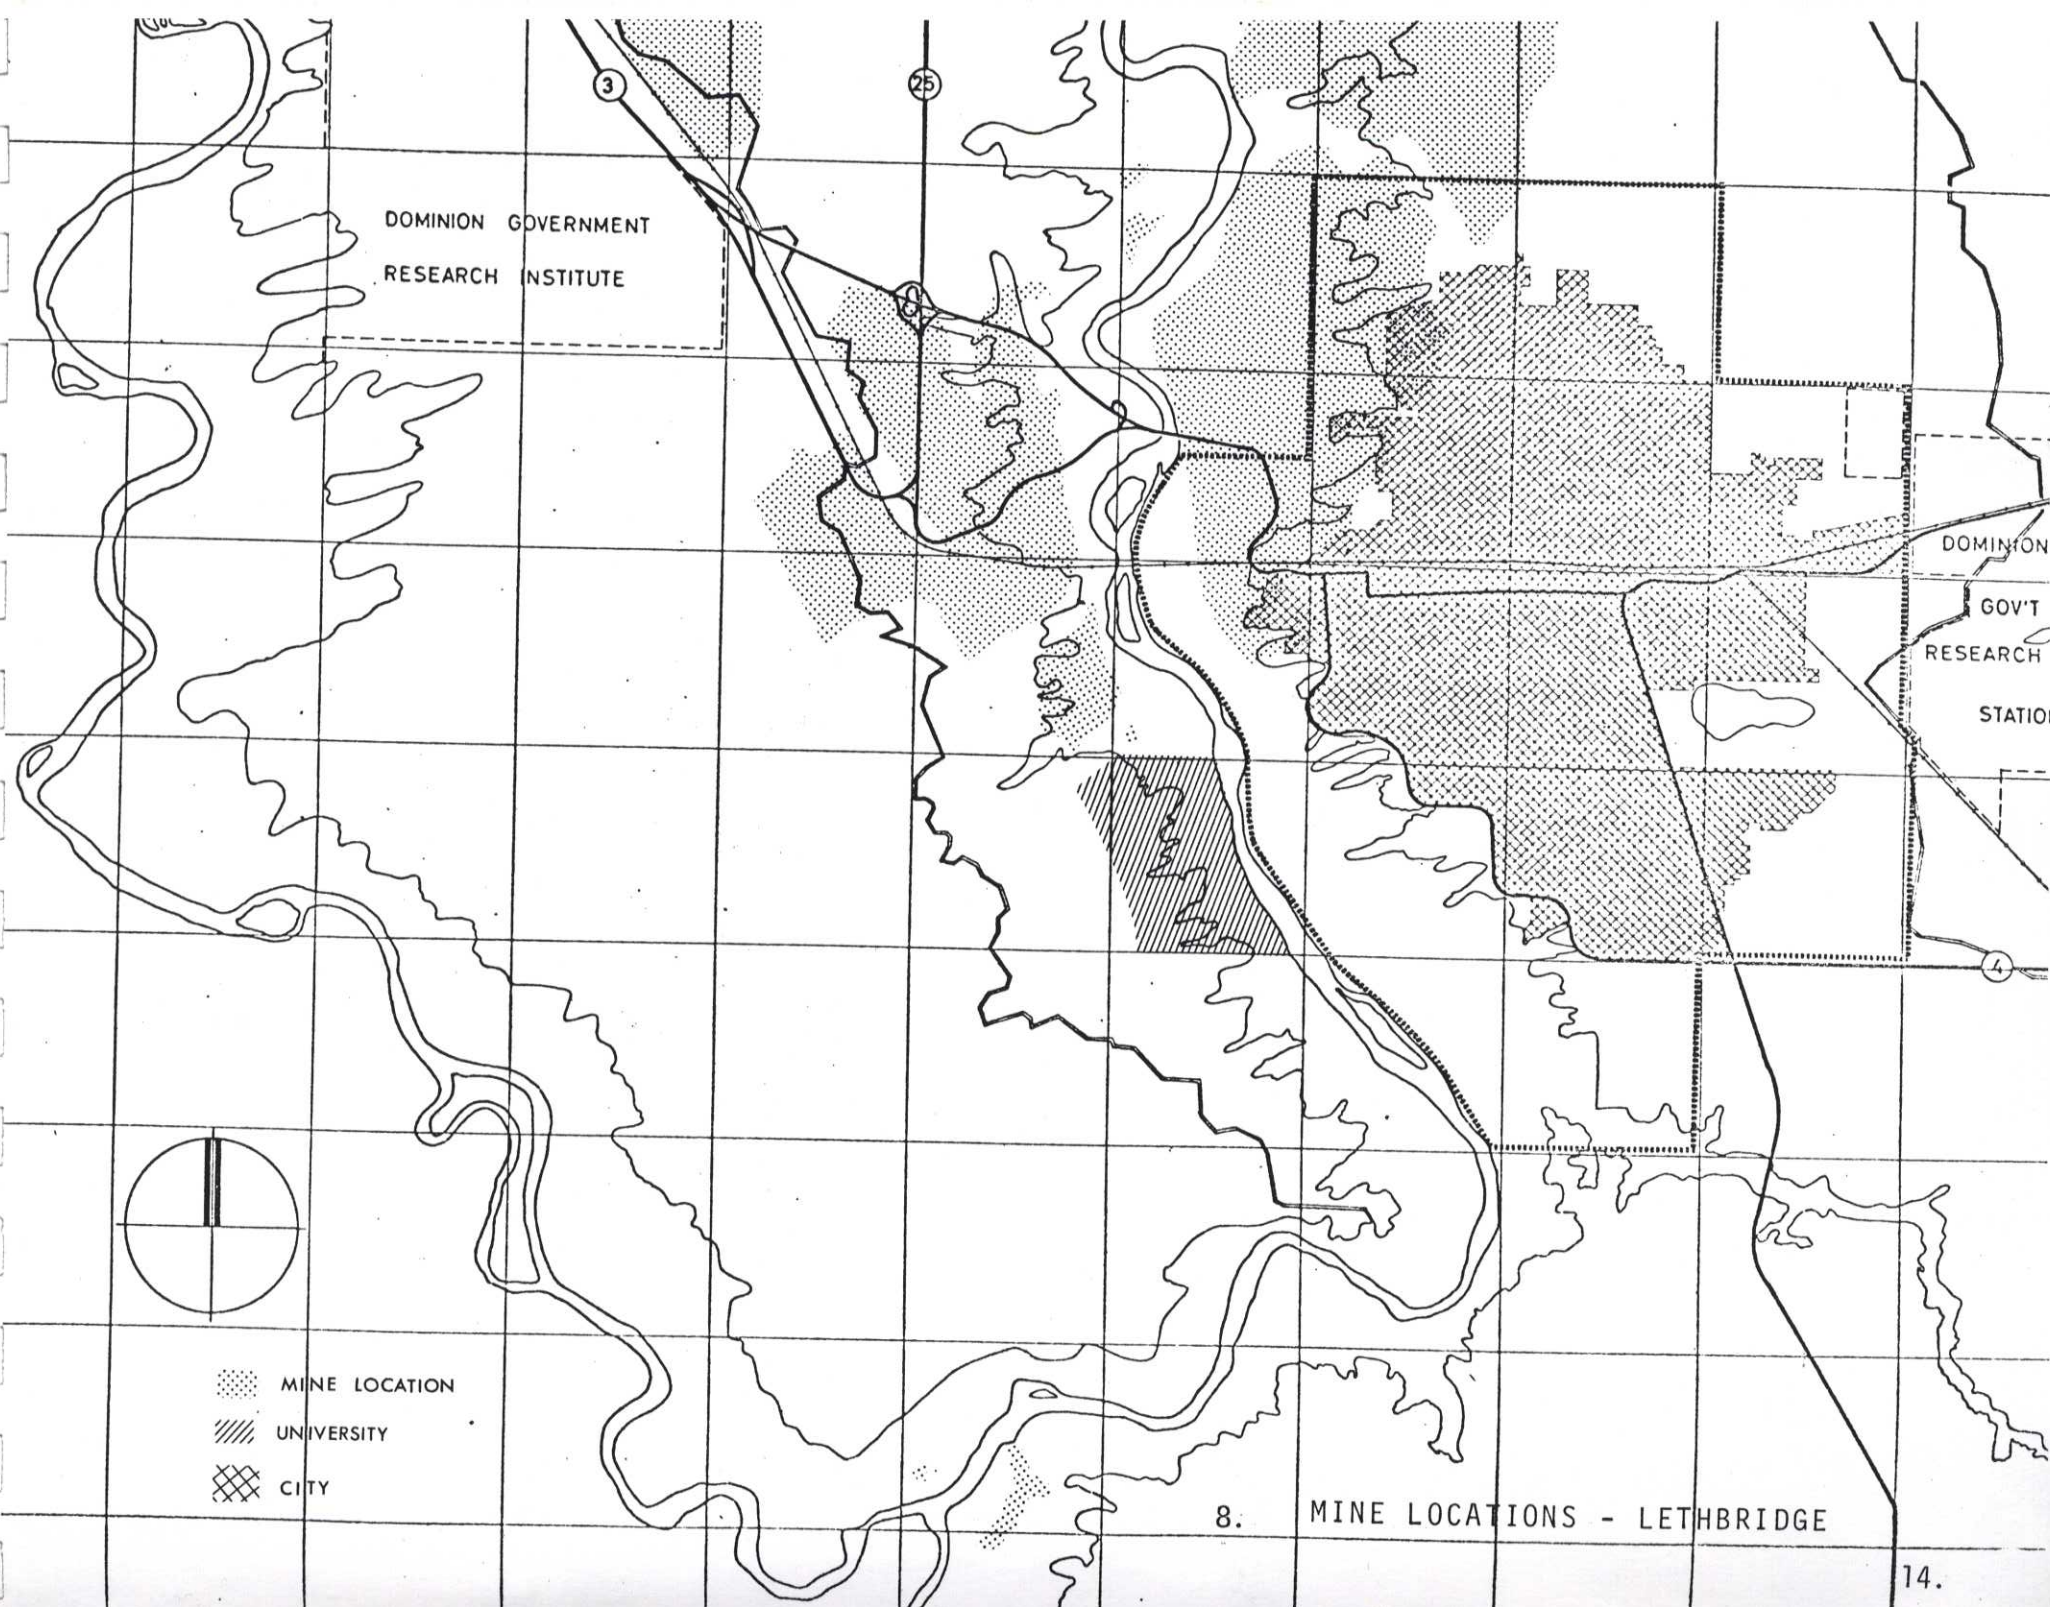 3
25
DOMINION GOVERNMENT
RESEARCH INSTITUTE
DOMINION
GOV'T
RESEARCH
STATIO
4
MINE LOCATION
UNIVERSITY
CITY
8. MINE LOCATIONS - LETHBRIDGE
14.